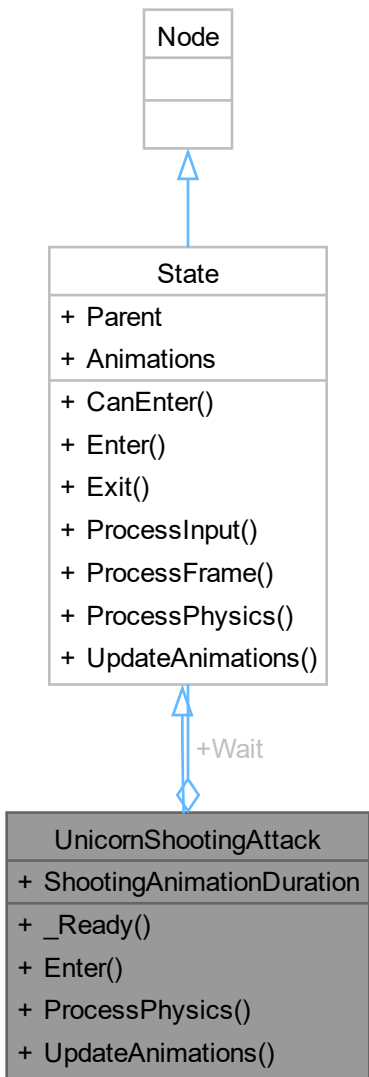 Node
State
+ Parent
+ Animations
+ CanEnter()
+ Enter()
+ Exit()
+ ProcessInput()
+ ProcessFrame()
+ ProcessPhysics()
+ UpdateAnimations()
+Wait
UnicornShootingAttack
+ ShootingAnimationDuration
+ _Ready()
+ Enter()
+ ProcessPhysics()
+ UpdateAnimations()